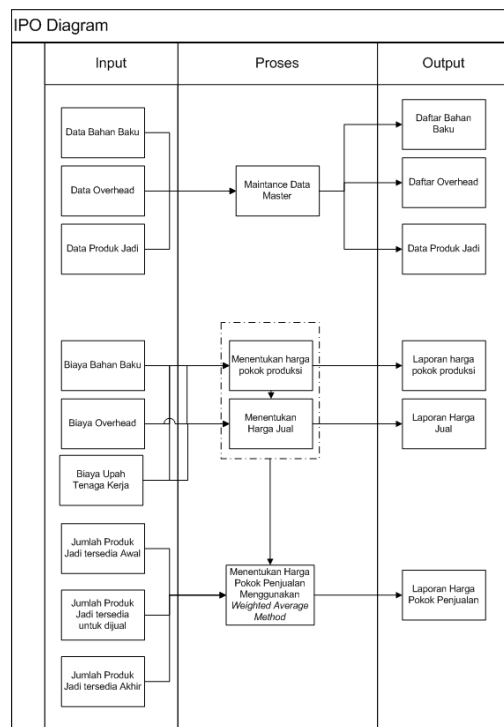 IPO Diagram
Input
Proses
Output
Data Bahan Baku
Data Overhead
Data Produk Jadi
Maintance Data
Master
Daftar Bahan
Baku
Daftar Overhead
Data Produk Jadi
Biaya Bahan Baku
Biaya Overhead
Biaya Upah
Tenaga Kerja
Menentukan harga
pokok produksi
Menentukan
Harga Jual
Laporan harga
pokok produksi
Laporan Harga
Jual
Jumlah Produk
Jadi tersedia Awal
Jumlah Produk
Jadi tersedia
untuk dijual
Jumlah Produk
Jadi tersedia Akhir
Menentukan Harga
Pokok Penjualan
Menggunakan
Weighted Average
Method
Laporan Harga
Pokok Penjualan